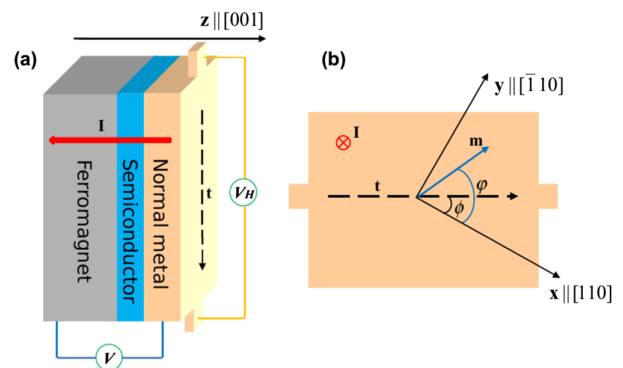 z||[001]
(a)
I
Ferromagnet
Semiconductor
Normal metal
t
V_H
V
(b)
y||[1̄10]
I
m
t
φ
ϕ
x||[110]